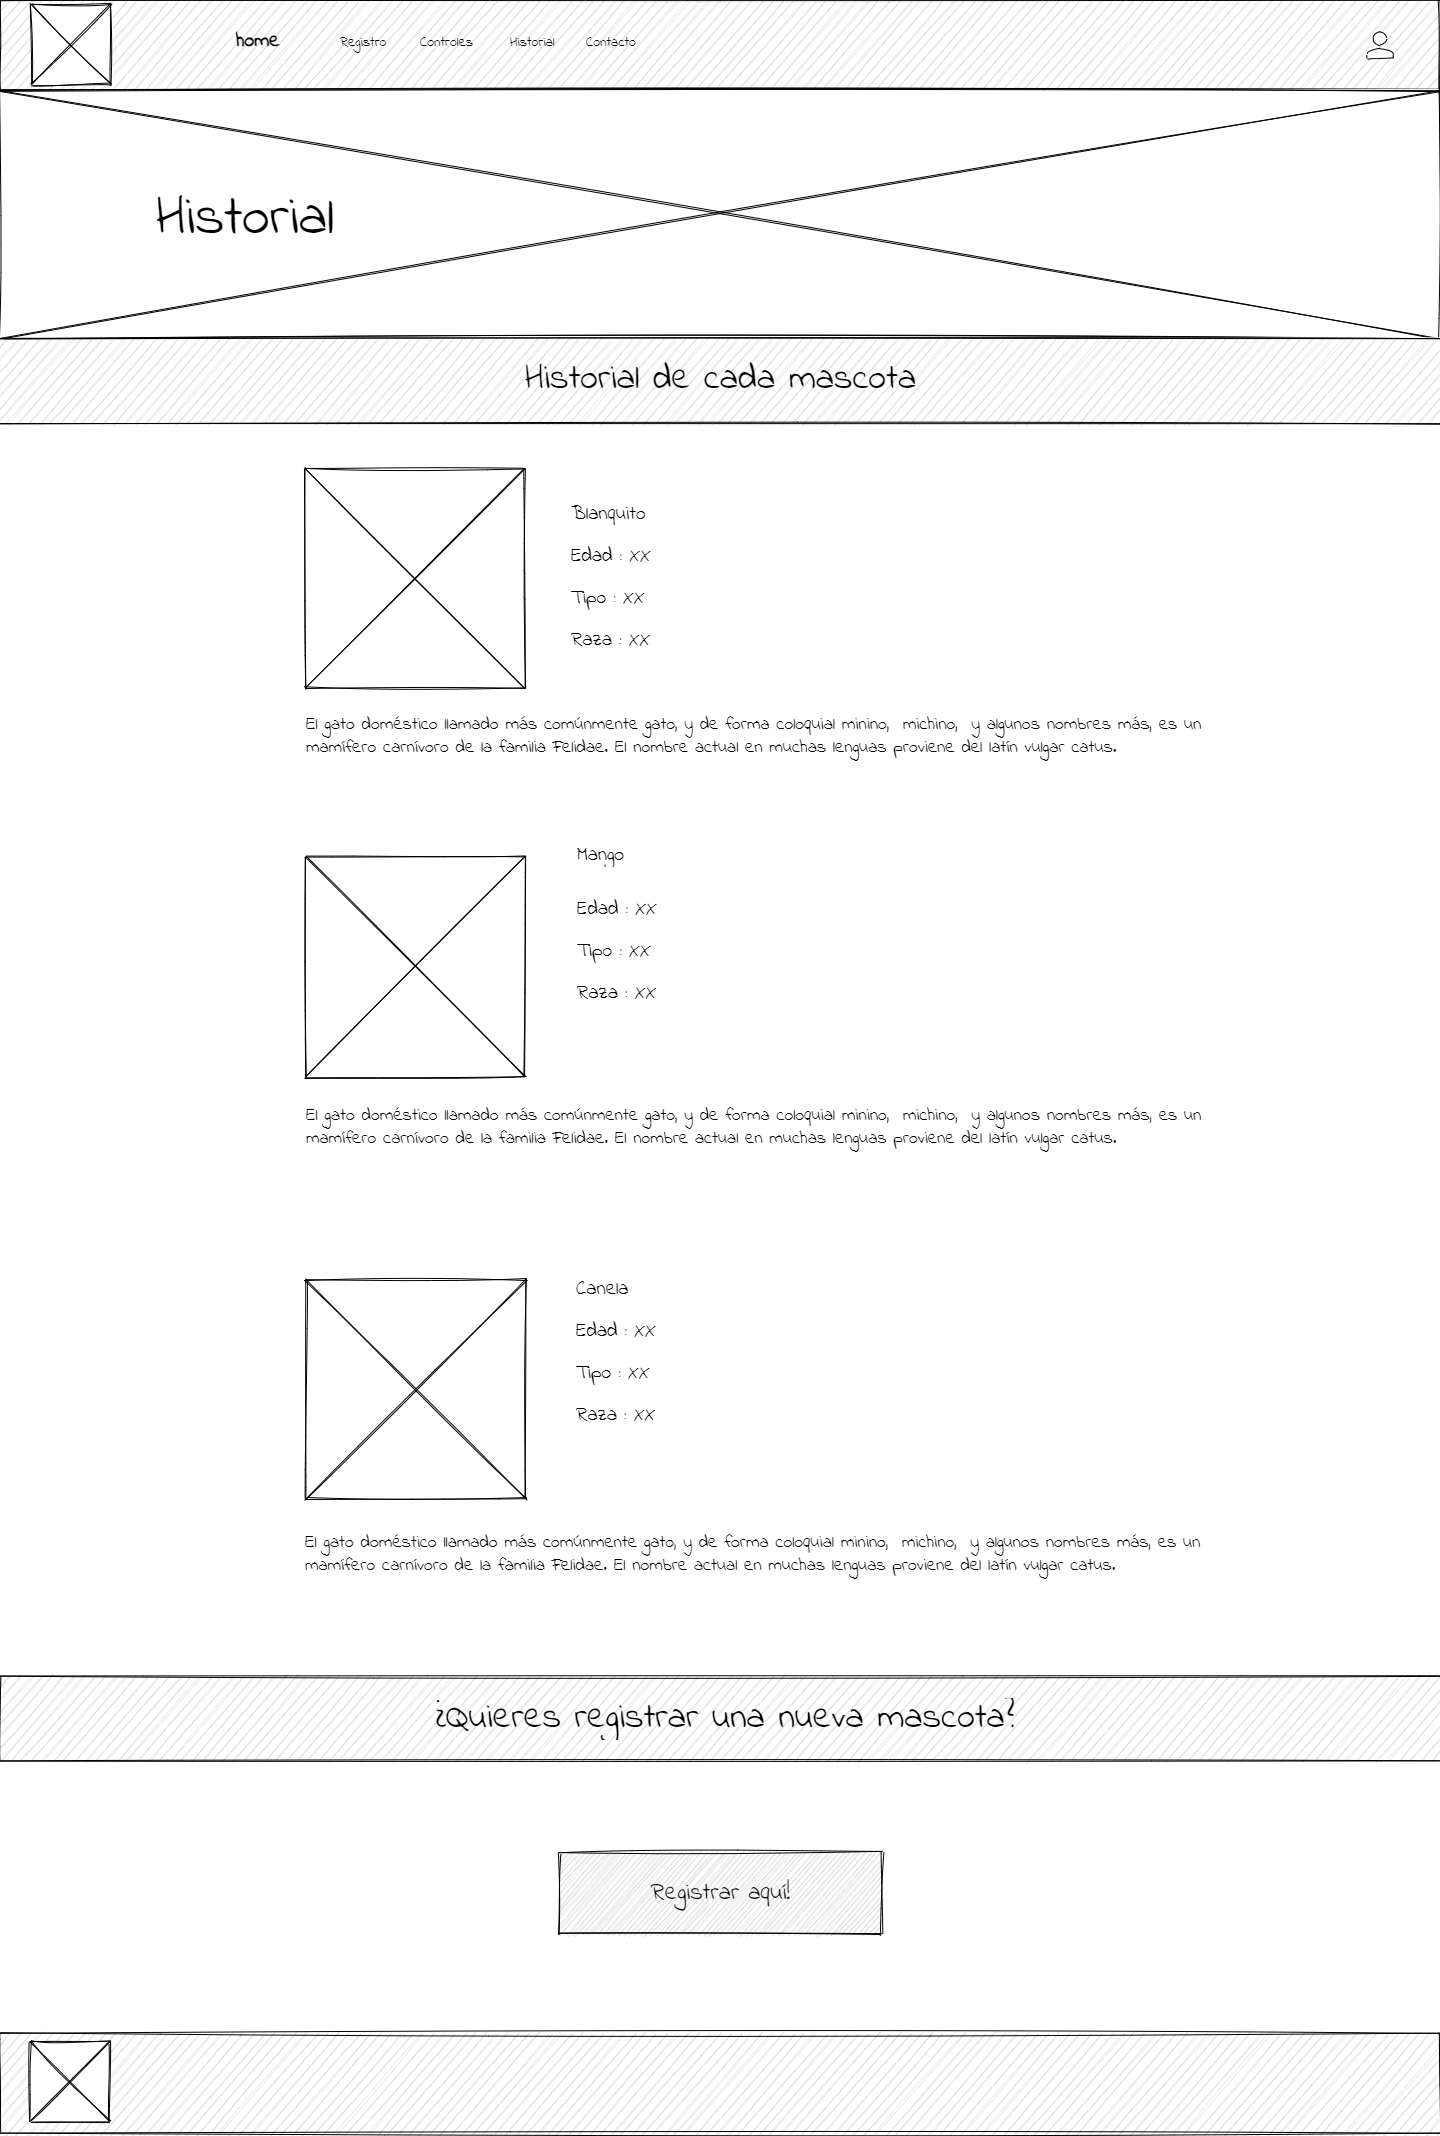 home Registro Controles Historial Contacto
Historial
Historial de cada mascota
Blanquito
Edad : XX
Tipo : XX
Raza : XX
El gato doméstico llamado más comúnmente gato, y de forma coloquial minino, michino, y algunos nombres más, es un
mamífero carnívoro de la familia Felidae. El nombre actual en muchas lenguas proviene del latín vulgar catus.
Mango
Edad : XX
Tipo : XX
Raza : XX
El gato doméstico llamado más comúnmente gato, y de forma coloquial minino, michino, y algunos nombres más, es un
mamífero carnívoro de la familia Felidae. El nombre actual en muchas lenguas proviene del latín vulgar catus.
Canela
Edad : XX
Tipo : XX
Raza : XX
El gato doméstico llamado más comúnmente gato, y de forma coloquial minino, michino, y algunos nombres más, es un
mamífero carnívoro de la familia Felidae. El nombre actual en muchas lenguas proviene del latín vulgar catus.
¿Quieres registrar una nueva mascota?
Registrar aquí!